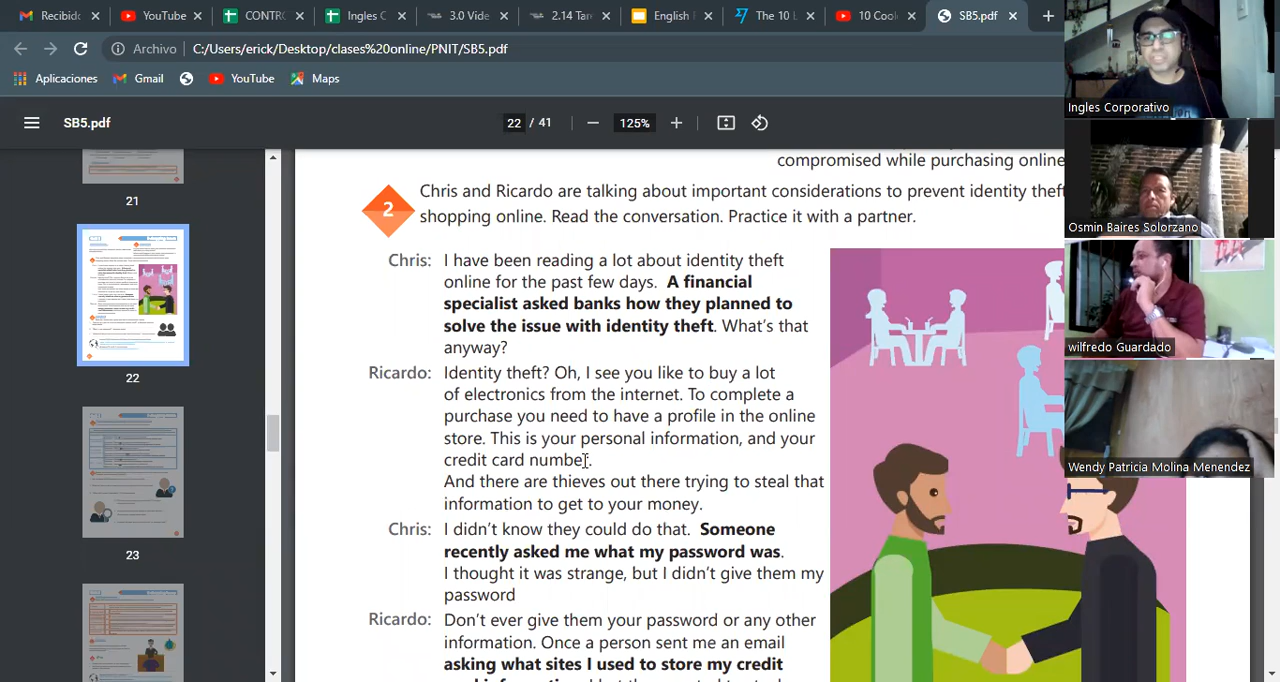 Recibido
YouTube
CONTRO
Ingles C
3.0 Vide
2.14 Tar
English F
The 10 L
10 Cool
SB5.pdf
Archivo
C:/Users/erick/Desktop/clases%20online/PNIT/SB5.pdf
Aplicaciones
Gmail
YouTube
Maps
SB5.pdf
22 / 41
125%
21
22
23
compromised while purchasing online
2
Chris and Ricardo are talking about important considerations to prevent identity theft
shopping online. Read the conversation. Practice it with a partner.
Chris: I have been reading a lot about identity theft
online for the past few days. A financial
specialist asked banks how they planned to
solve the issue with identity theft. What's that
anyway?
Ricardo: Identity theft? Oh, I see you like to buy a lot
of electronics from the internet. To complete a
purchase you need to have a profile in the online
store. This is your personal information, and your
credit card number.
And there are thieves out there trying to steal that
information to get to your money.
Chris: I didn't know they could do that. Someone
recently asked me what my password was.
I thought it was strange, but I didn't give them my
password
Ricardo: Don't ever give them your password or any other
information. Once a person sent me an email
asking what sites I used to store my credit
Ingles Corporativo
Osmin Baires Solorzano
wilfredo Guardado
Wendy Patricia Molina Menendez